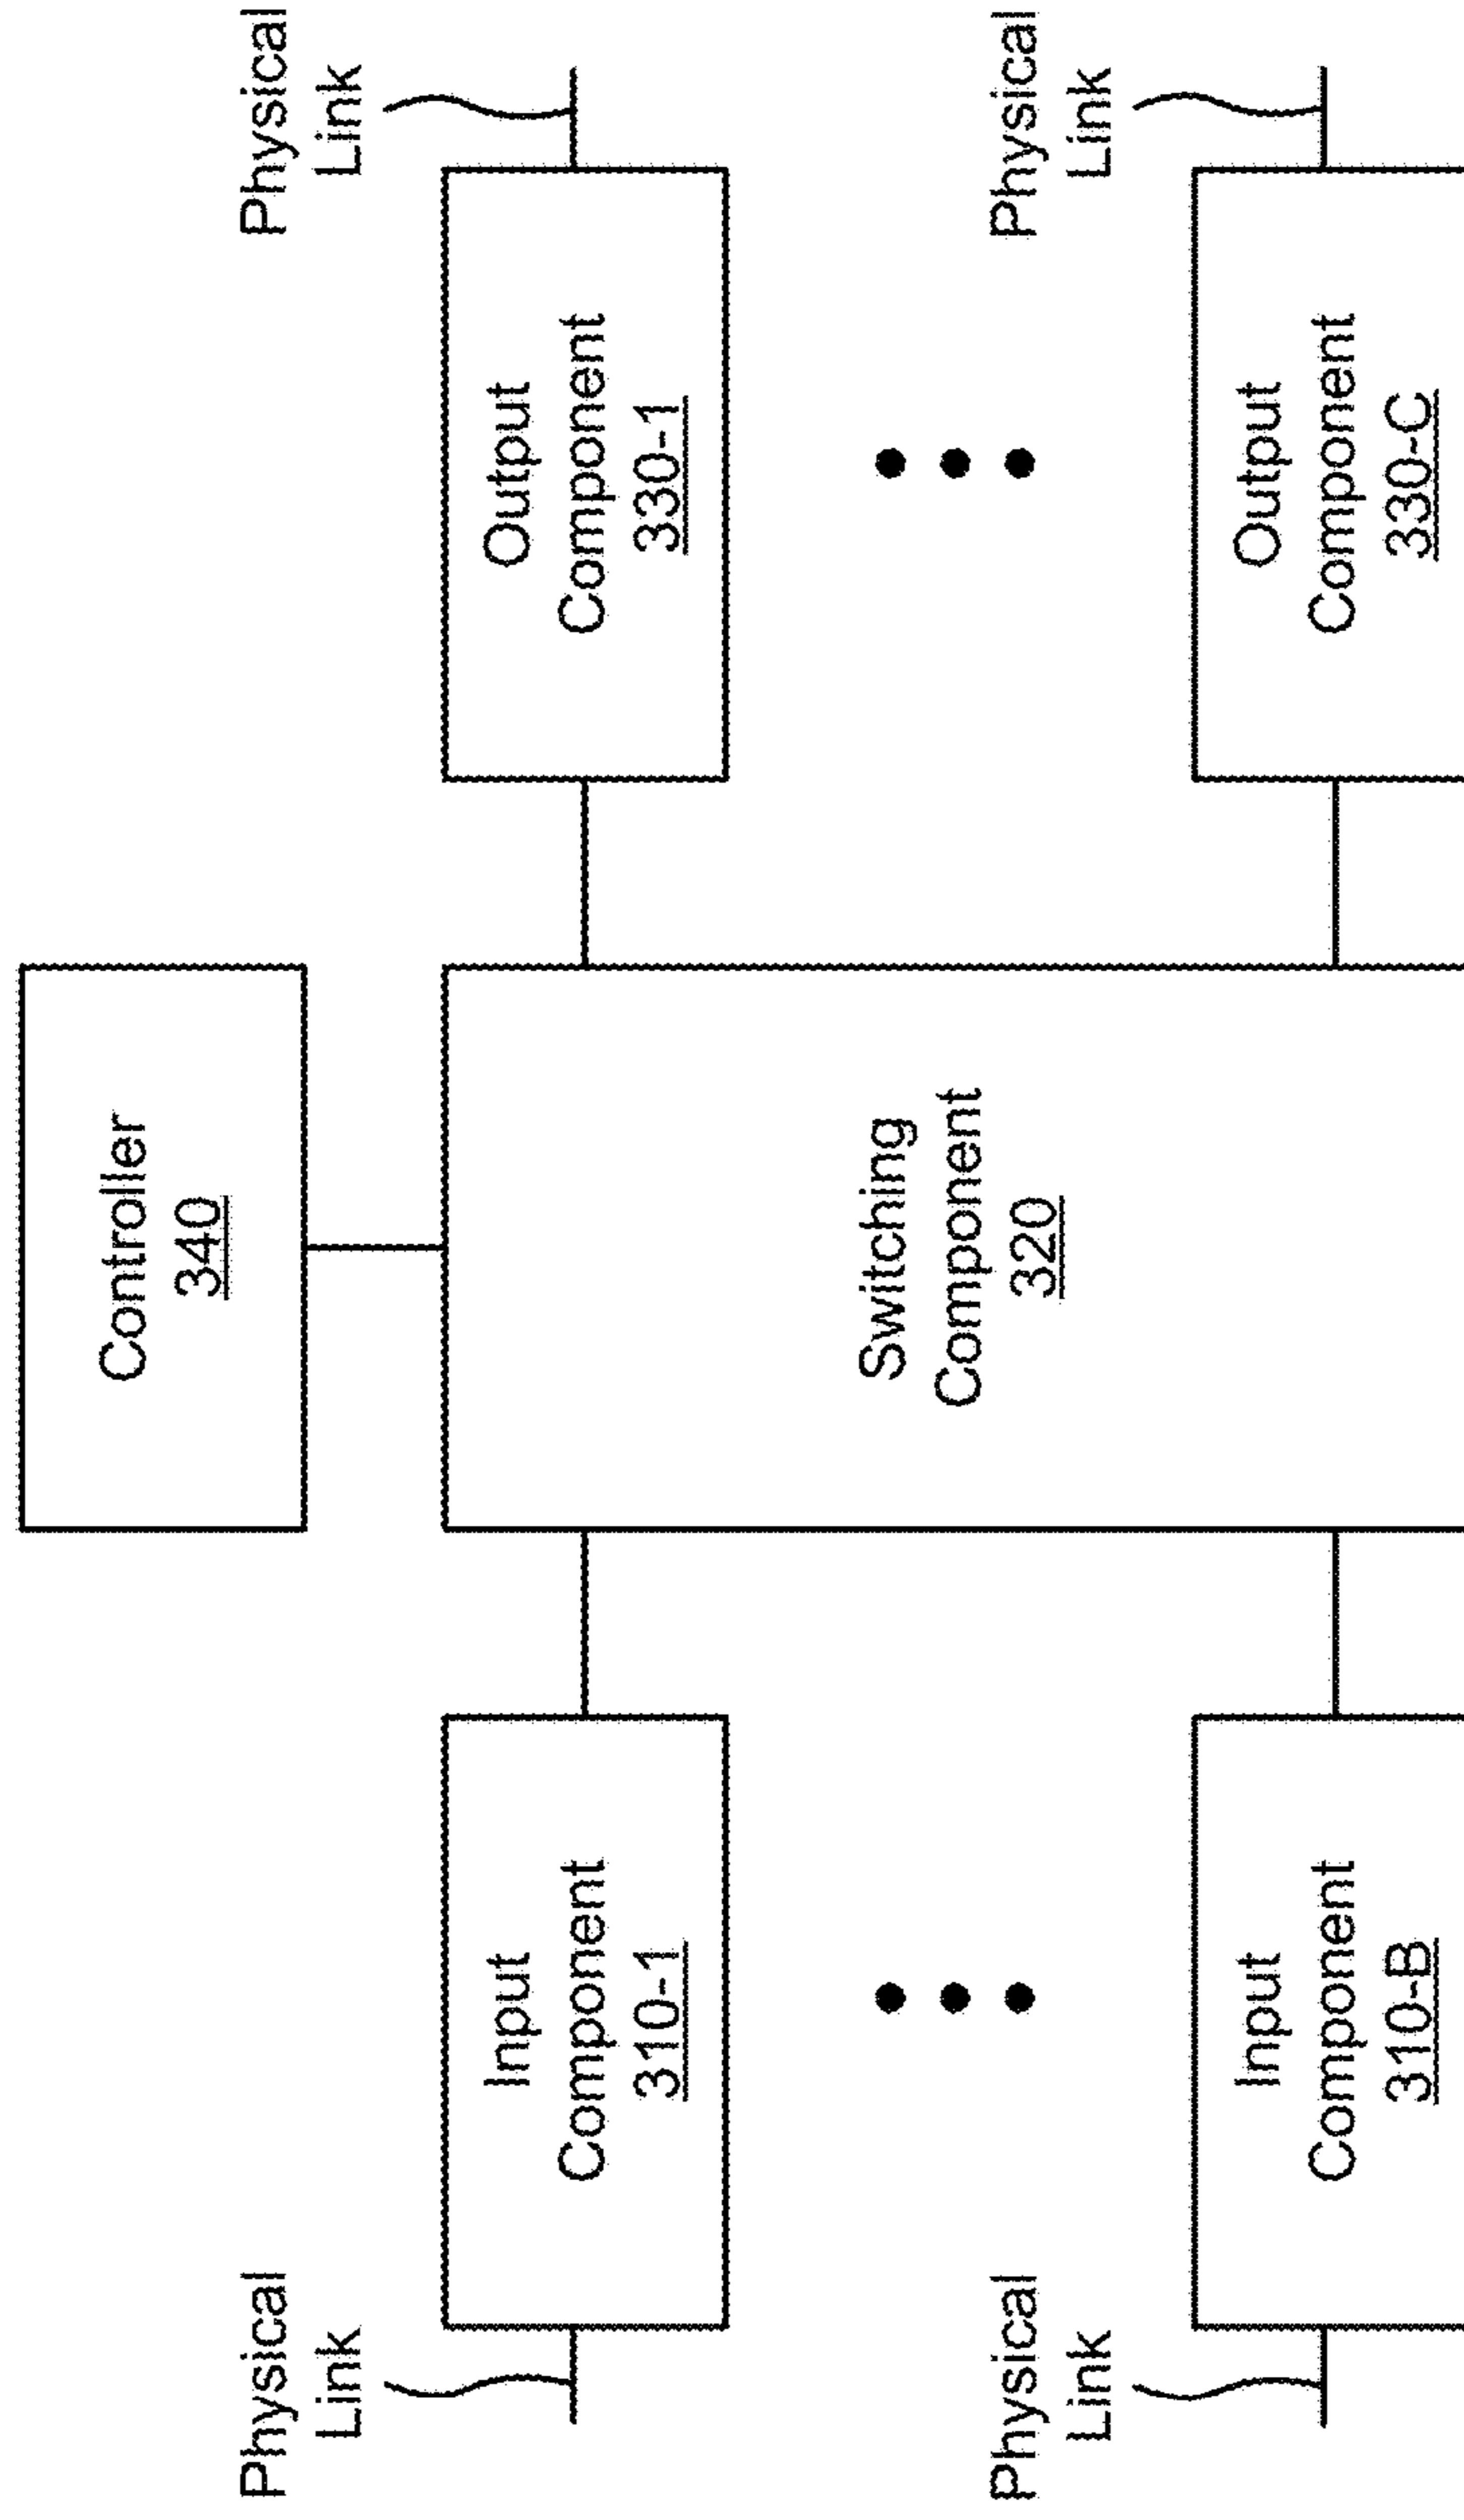 Controller
340
Physical
Link
Input
Component
310-1
Switching
Component
320
Output
Component
330-1
Physical
Link
Physical
Link
Input
Component
310-B
Output
Component
330-C
Physical
Link